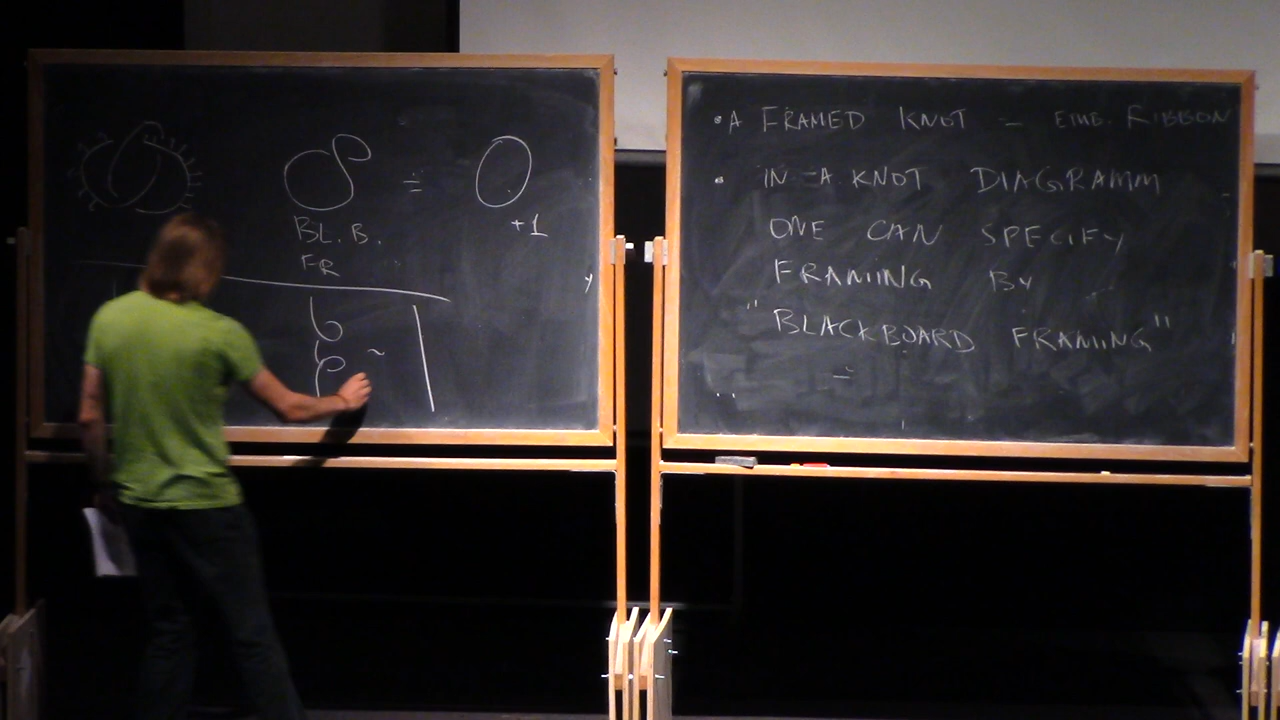 BL. B.
FR
=
+1
~
• A FRAMED KNOT – EMB. RIBBON
• IN A KNOT DIAGRAMM
ONE CAN SPECIFY
FRAMING BY
"BLACKBOARD FRAMING"